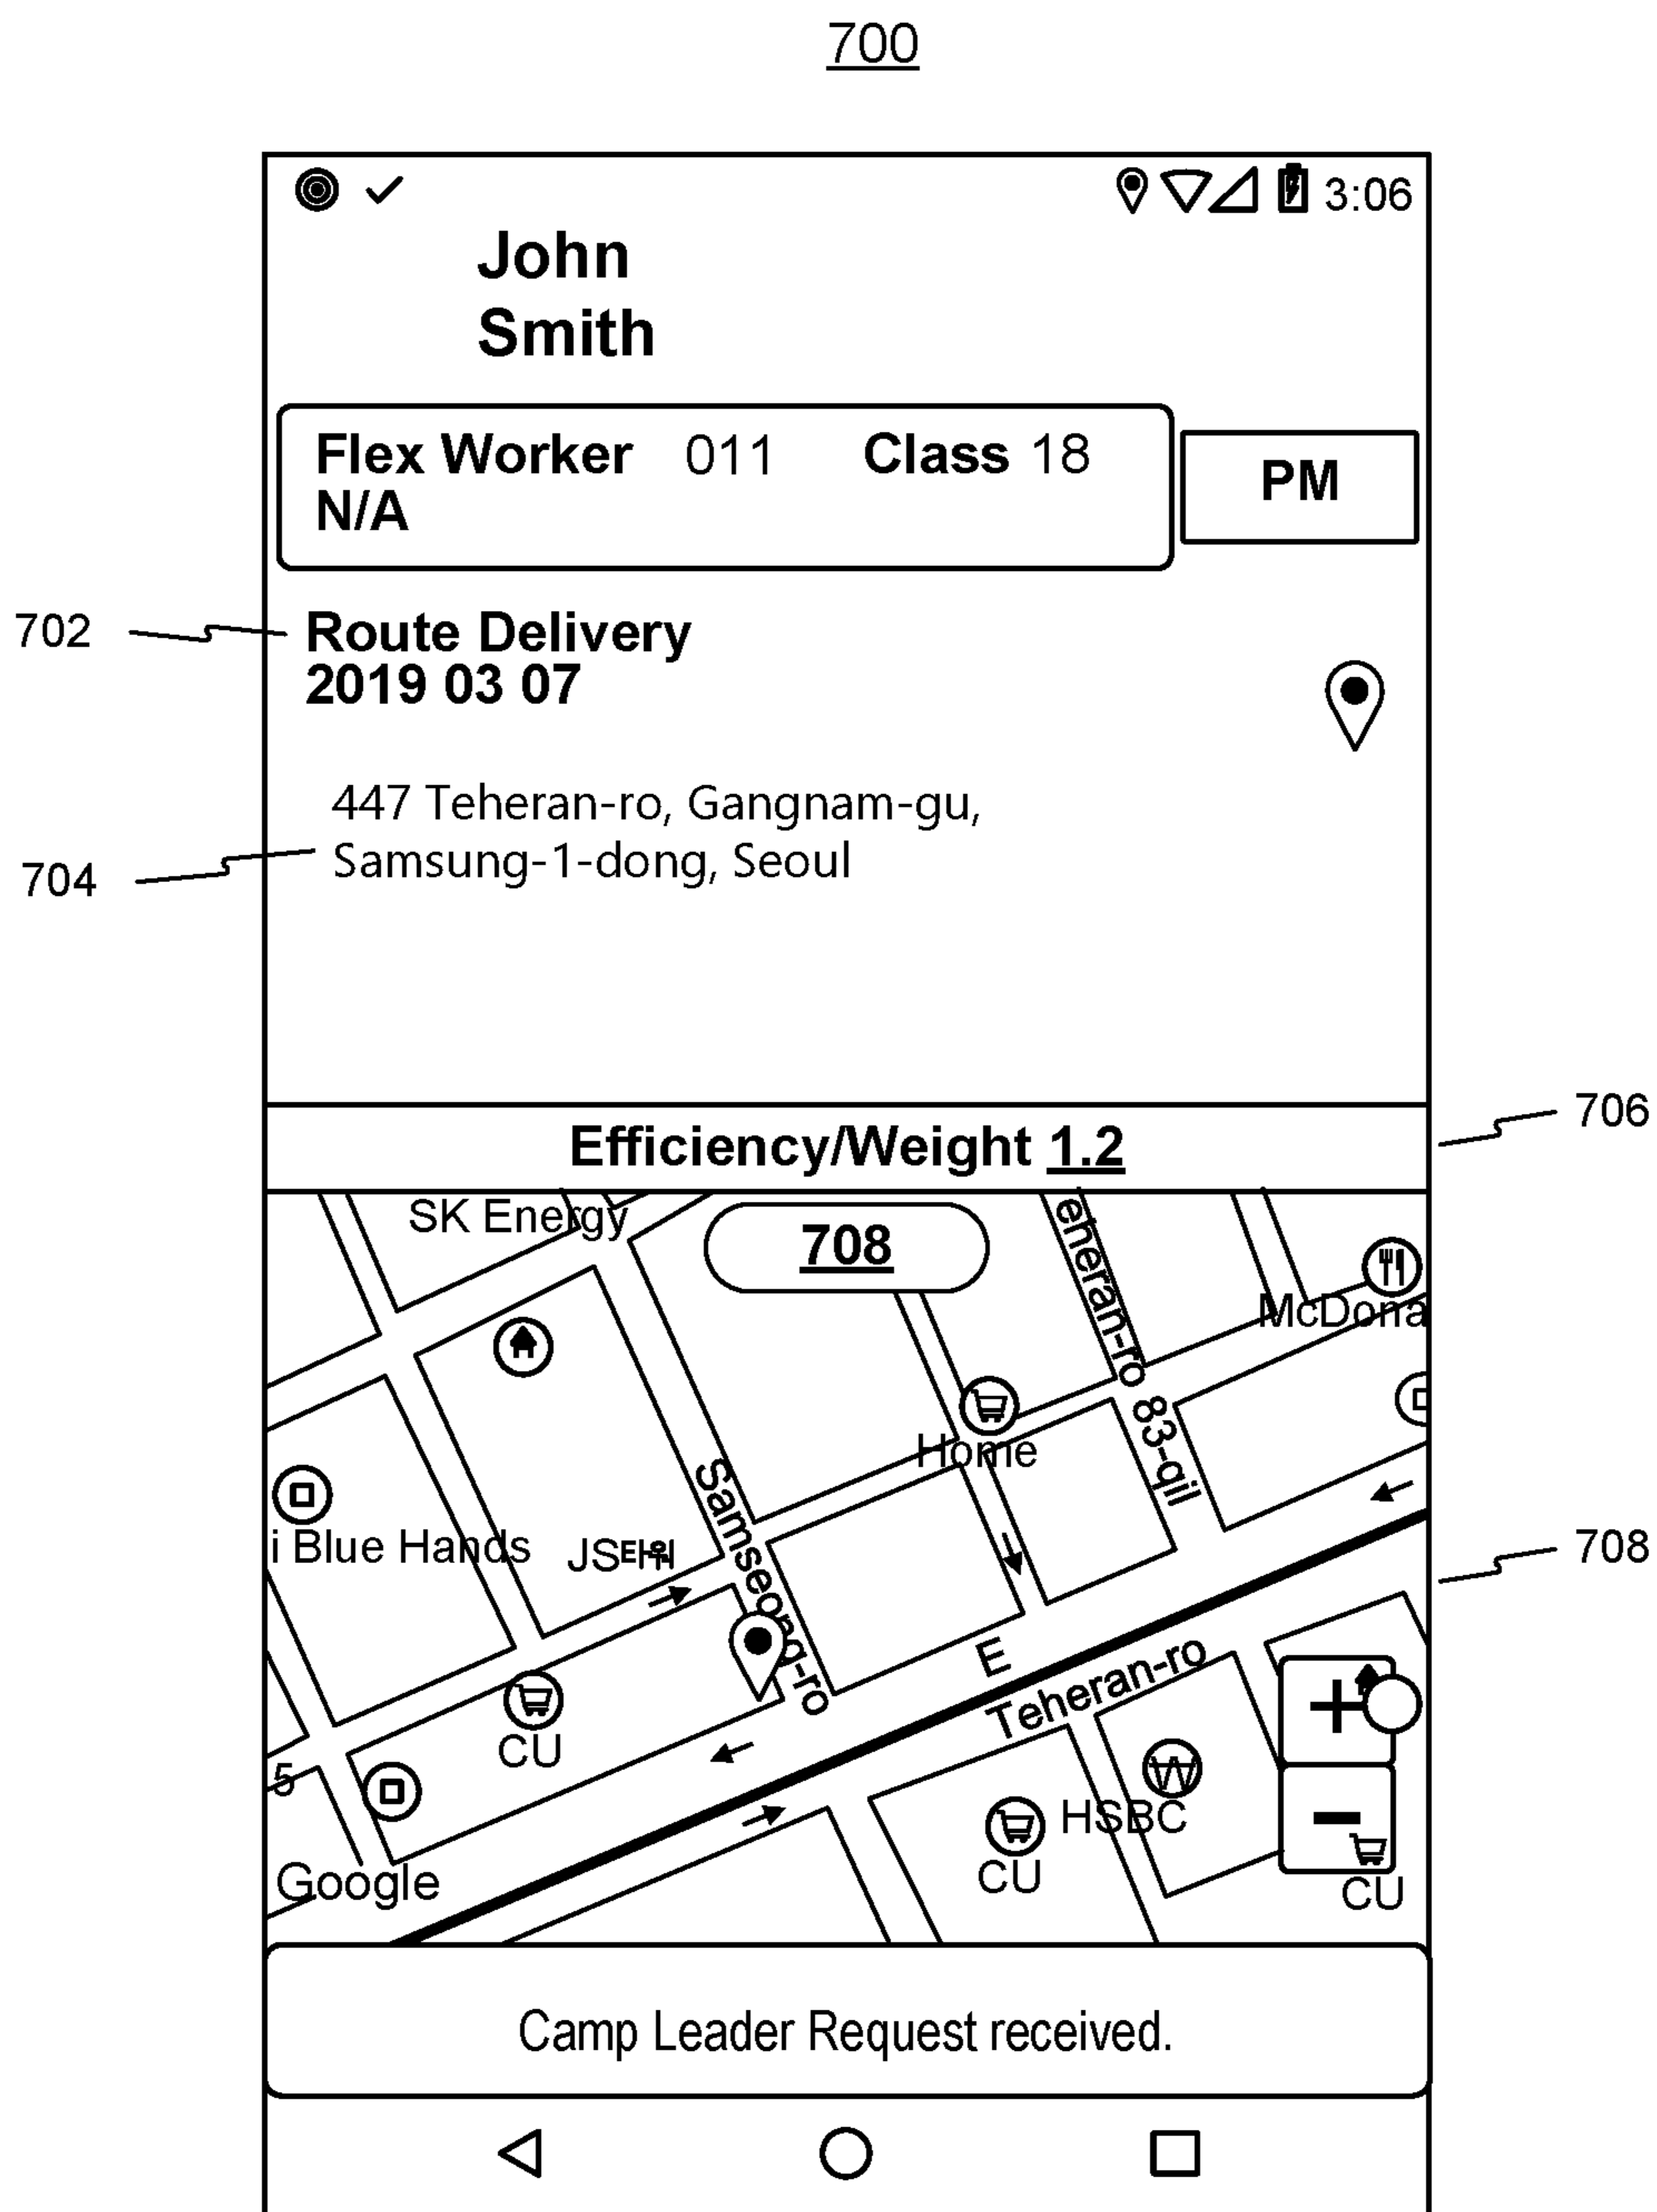 700
3:06
John
Smith
Flex Worker 011 Class 18
N/A
PM
702
Route Delivery
2019 03 07
447 Teheran-ro, Gangnam-gu,
704
Samsung-1-dong, Seoul
706
Efficiency/Weight 1.2
SK Energy
708
eheran-ro 83-gil
McDona
Home
Samseong-ro
i Blue Hands
JS타워
708
E
Teheran-ro
CU
5
HSBC
CU
Google
CU
Camp Leader Request received.